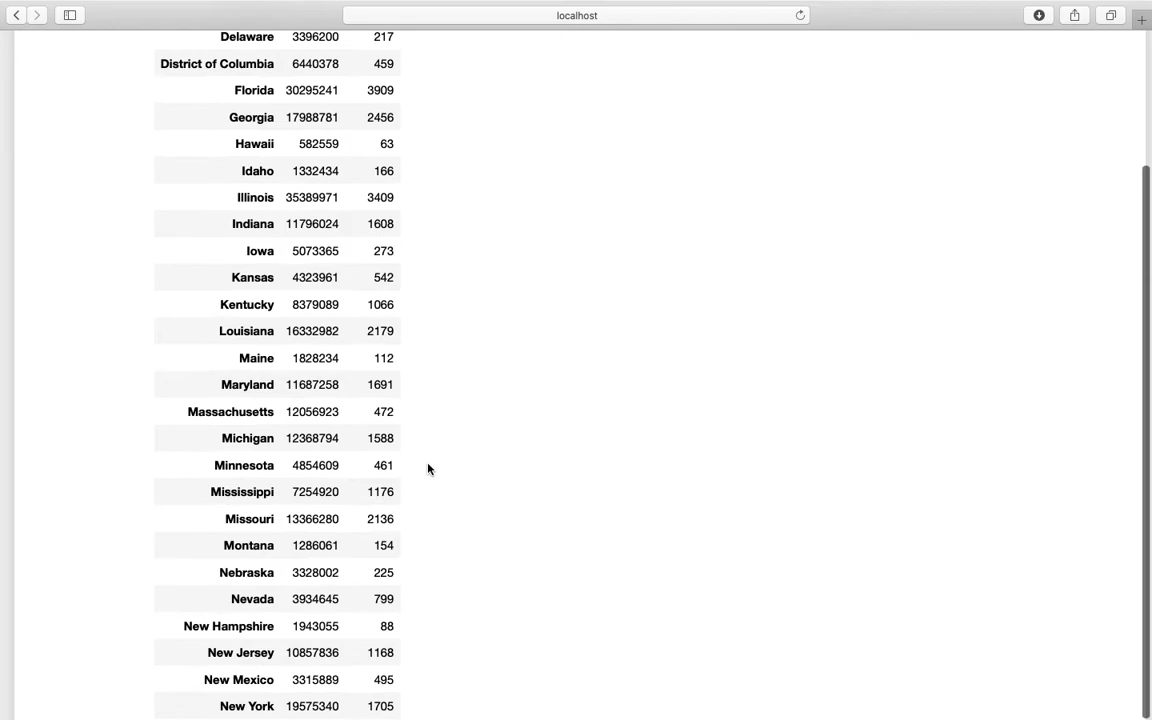 localhost
Delaware 3396200 217
District of Columbia 6440378 459
Florida 30295241 3909
Georgia 17988781 2456
Hawaii 582559 63
Idaho 1332434 166
Illinois 35389971 3409
Indiana 11796024 1608
Iowa 5073365 273
Kansas 4323961 542
Kentucky 8379089 1066
Louisiana 16332982 2179
Maine 1828234 112
Maryland 11687258 1691
Massachusetts 12056923 472
Michigan 12368794 1588
Minnesota 4854609 461
Mississippi 7254920 1176
Missouri 13366280 2136
Montana 1286061 154
Nebraska 3328002 225
Nevada 3934645 799
New Hampshire 1943055 88
New Jersey 10857836 1168
New Mexico 3315889 495
New York 19575340 1705